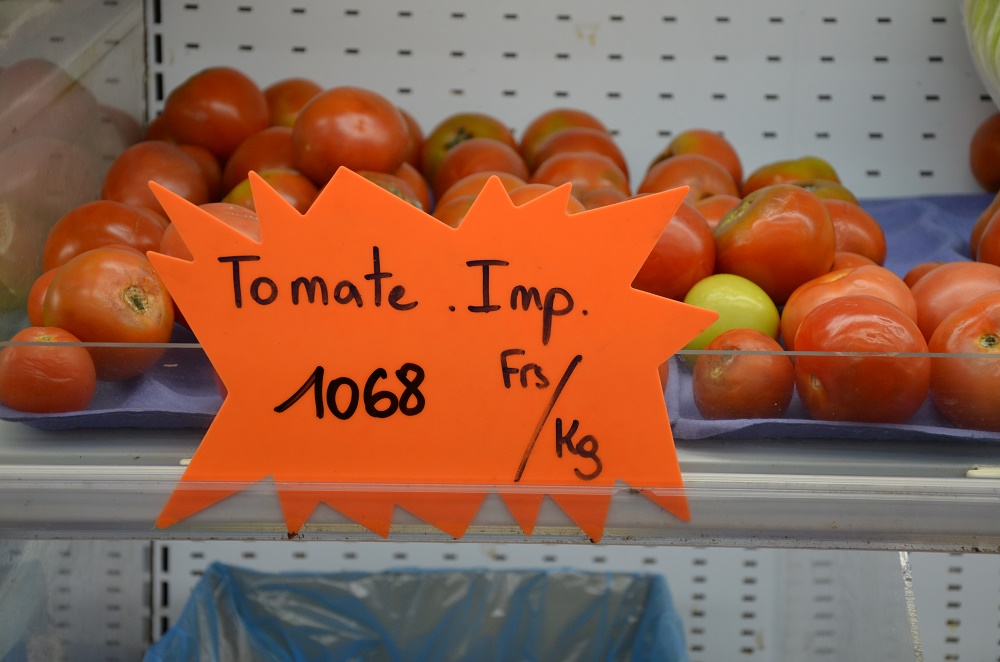 Tomate . Imp.
1068 Frs / Kg